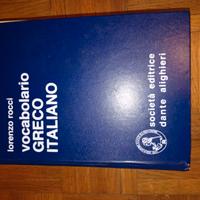 lorenzo rocci
vocabolario
GRECO
ITALIANO
società editrice
dante alighieri